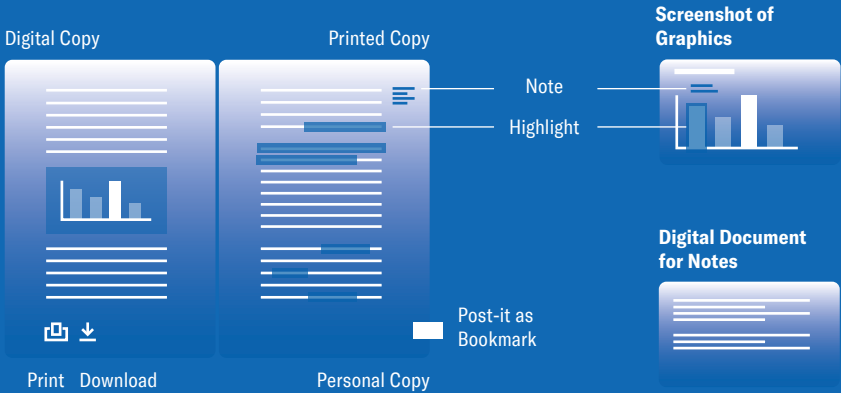 Digital Copy
Printed Copy
Screenshot of
Graphics
Note
Highlight
Digital Document
for Notes
Post-it as
Bookmark
Print
Download
Personal Copy